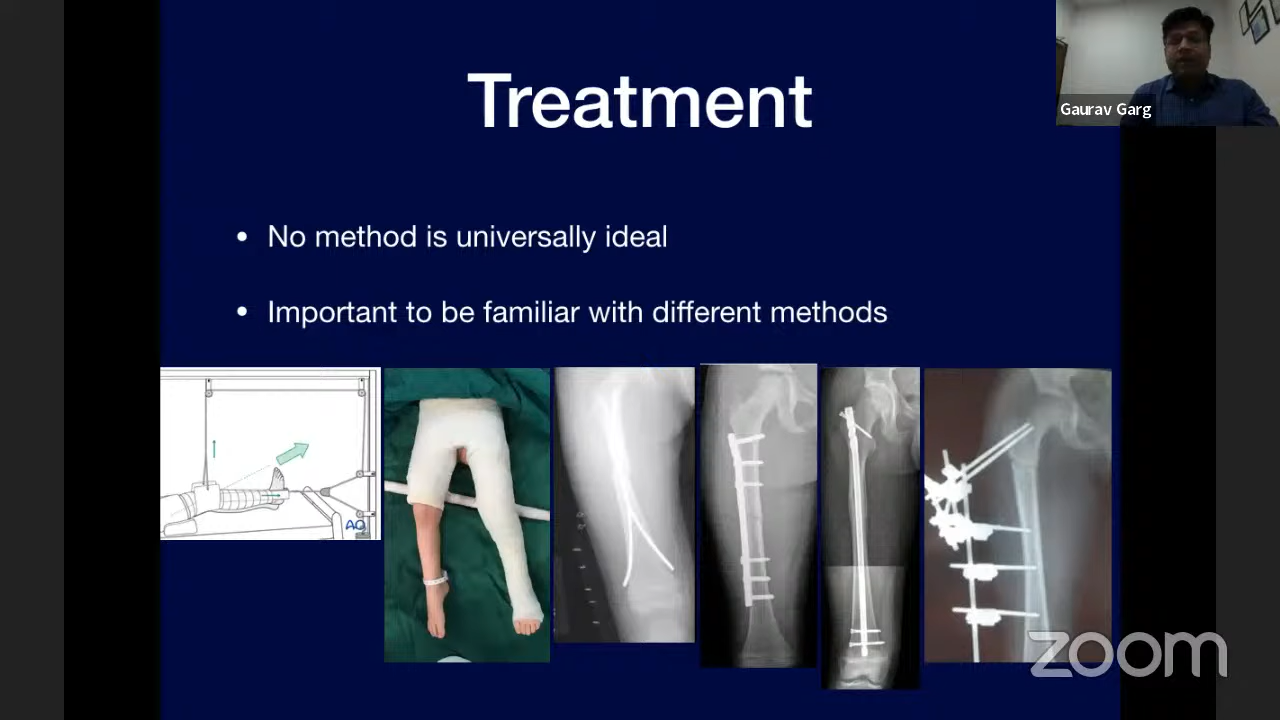 Treatment
Gaurav Garg
• No method is universally ideal
• Important to be familiar with different methods
AO
zoom